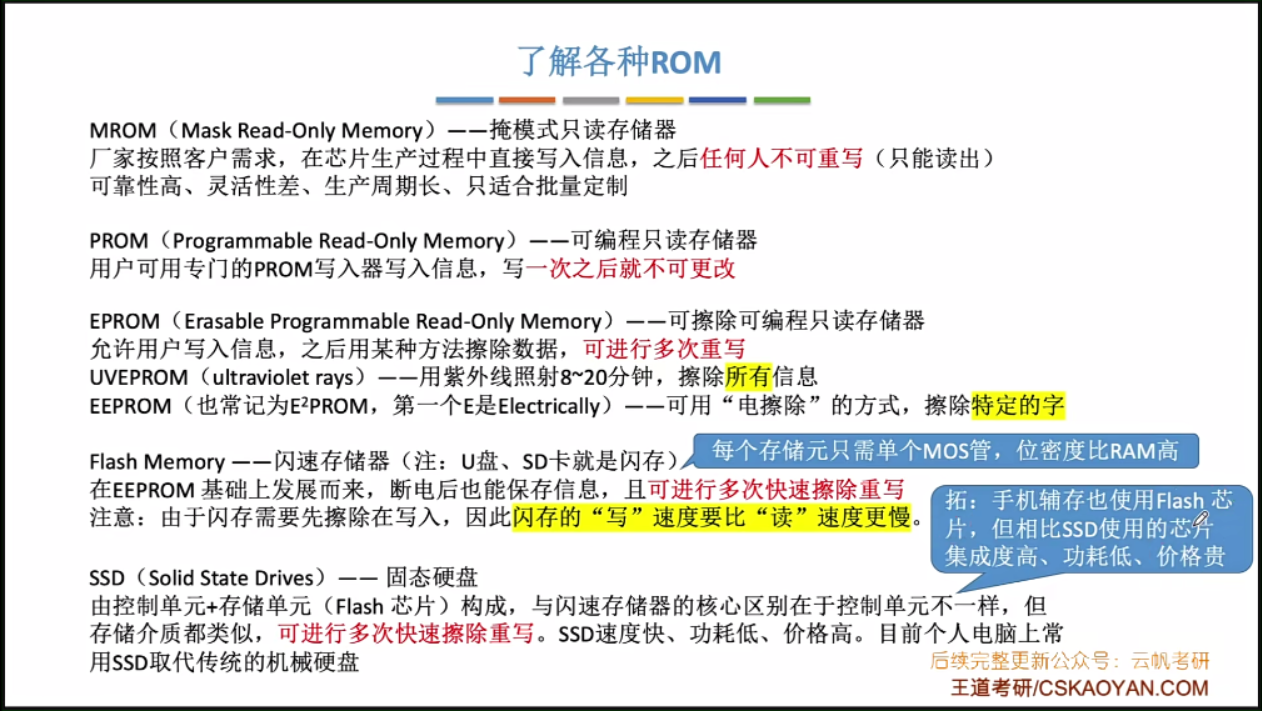 了解各种ROM
MROM（Mask Read-Only Memory）——掩模式只读存储器
厂家按照客户需求，在芯片生产过程中直接写入信息，之后任何人不可重写（只能读出）
可靠性高、灵活性差、生产周期长、只适合批量定制
PROM（Programmable Read-Only Memory）——可编程只读存储器
用户可用专门的PROM写入器写入信息，写一次之后就不可更改
EPROM（Erasable Programmable Read-Only Memory）——可擦除可编程只读存储器
允许用户写入信息，之后用某种方法擦除数据，可进行多次重写
UVEPROM（ultraviolet rays）——用紫外线照射8~20分钟，擦除所有信息
EEPROM（也常记为E²PROM，第一个E是Electrically）——可用“电擦除”的方式，擦除特定的字
每个存储元只需单个MOS管，位密度比RAM高
Flash Memory ——闪速存储器（注：U盘、SD卡就是闪存）
在EEPROM 基础上发展而来，断电后也能保存信息，且可进行多次快速擦除重写
注意：由于闪存需要先擦除在写入，因此闪存的“写”速度要比“读”速度更慢。
拓：手机辅存也使用Flash 芯
片，但相比SSD使用的芯片
集成度高、功耗低、价格贵
SSD（Solid State Drives）—— 固态硬盘
由控制单元+存储单元（Flash 芯片）构成，与闪速存储器的核心区别在于控制单元不一样，但
存储介质都类似，可进行多次快速擦除重写。SSD速度快、功耗低、价格高。目前个人电脑上常
用SSD取代传统的机械硬盘
后续完整更新公众号：云帆考研
王道考研/CSKAOYAN.COM